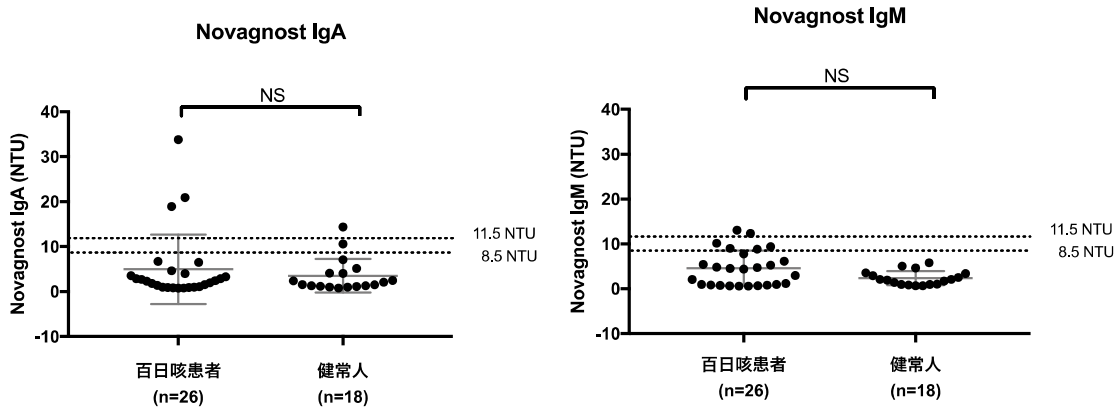 Novagnost IgA
NS
Novagnost IgA (NTU)
40
30
20
10
0
-10
11.5 NTU
8.5 NTU
百日咳患者
(n=26)
健常人
(n=18)
Novagnost IgM
NS
Novagnost IgM (NTU)
40
30
20
10
0
-10
11.5 NTU
8.5 NTU
百日咳患者
(n=26)
健常人
(n=18)